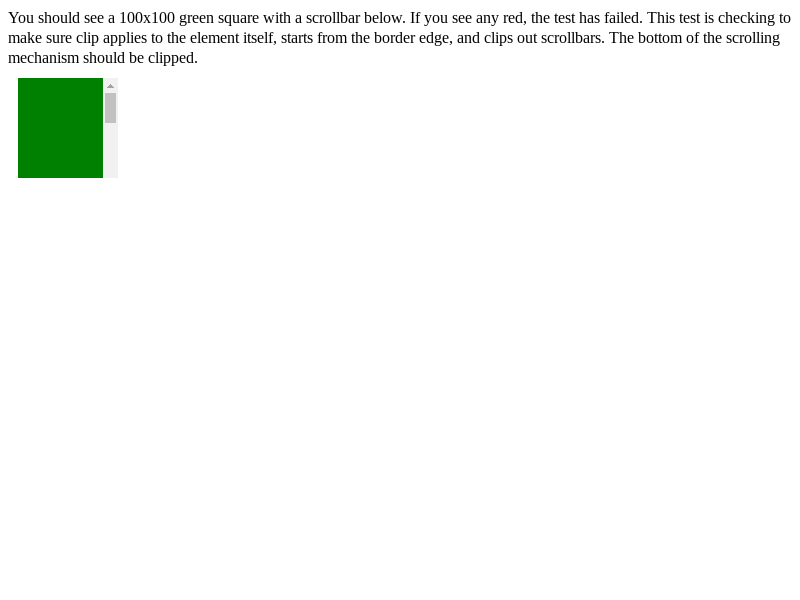 You should see a 100x100 green square with a scrollbar below. If you see any red, the test has failed. This test is checking to
make sure clip applies to the element itself, starts from the border edge, and clips out scrollbars. The bottom of the scrolling
mechanism should be clipped.